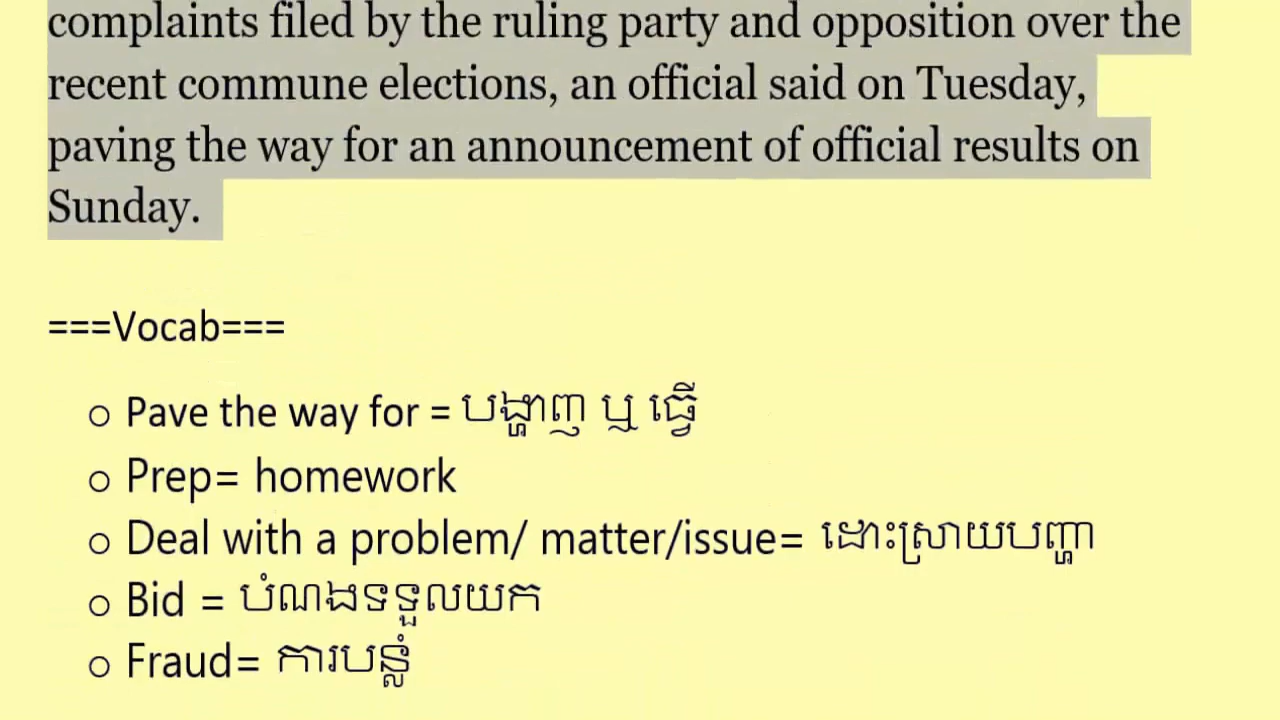 complaints filed by the ruling party and opposition over the
recent commune elections, an official said on Tuesday,
paving the way for an announcement of official results on
Sunday.
===Vocab===
○ Pave the way for = បង្ហាញ ឬ ធ្វើ
○ Prep= homework
○ Deal with a problem/ matter/issue= ដោះស្រាយបញ្ហា
○ Bid = បំណងទទួលយក
○ Fraud= ការបន្លំ